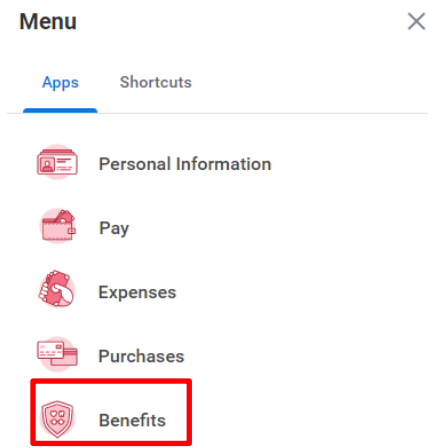 Menu
Apps Shortcuts
Personal Information
Pay
Expenses
Purchases
Benefits